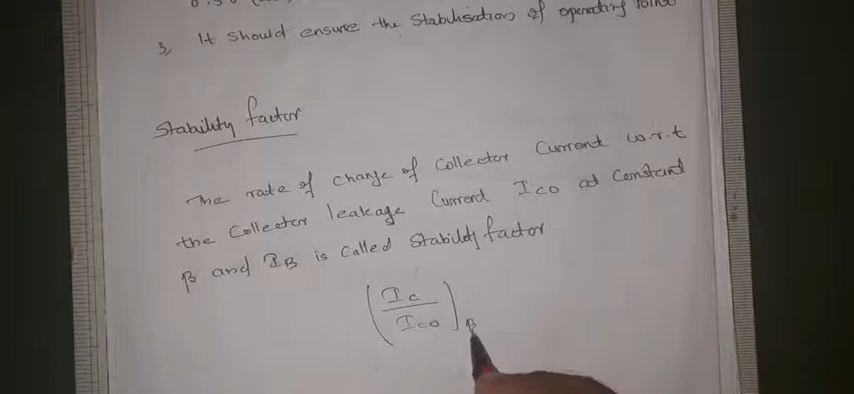 3, It should ensure the Stabilisation of operating Point
Stability factor
The rate of change of Collector Current w.r.t
the Collector leakage Current ICO at Constant
β and IB is Called Stability factor
(IC
ICO)β